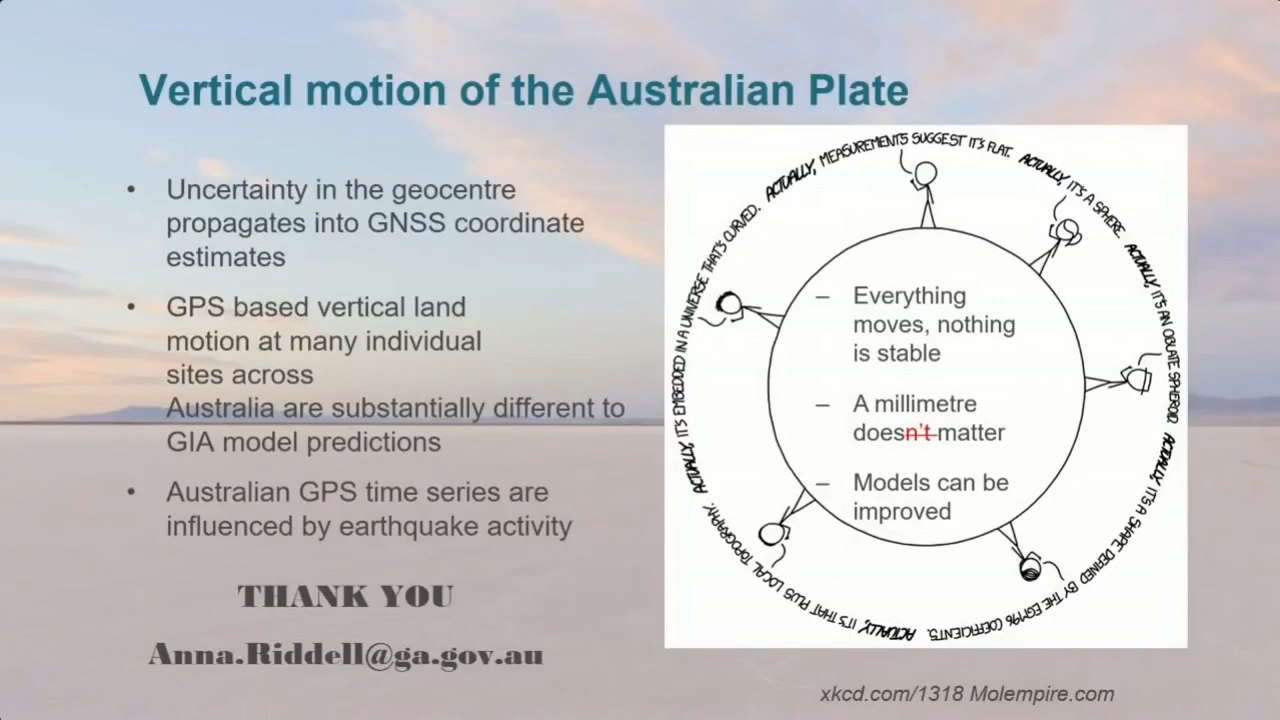 Vertical motion of the Australian Plate
• Uncertainty in the geocentre
propagates into GNSS coordinate
estimates
• GPS based vertical land
motion at many individual
sites across
Australia are substantially different to
GIA model predictions
• Australian GPS time series are
influenced by earthquake activity
THANK YOU
Anna.Riddell@ga.gov.au
ACTUALLY, MEASUREMENTS SUGGEST IT'S FLAT.
ACTUALLY, IT'S A SPHERE.
ACTUALLY, IT'S AN OBLATE SPHEROID.
ACTUALLY, IT'S A SHAPE DEFINED BY THE EGM96 COEFFICIENTS.
ACTUALLY, IT'S THAT PLUS LOCAL TOPOGRAPHY.
ACTUALLY, IT'S EMBEDDED IN A UNIVERSE THAT'S CURVED.
– Everything
moves, nothing
is stable
– A millimetre
doesn't matter
– Models can be
improved
xkcd.com/1318 Molempire.com